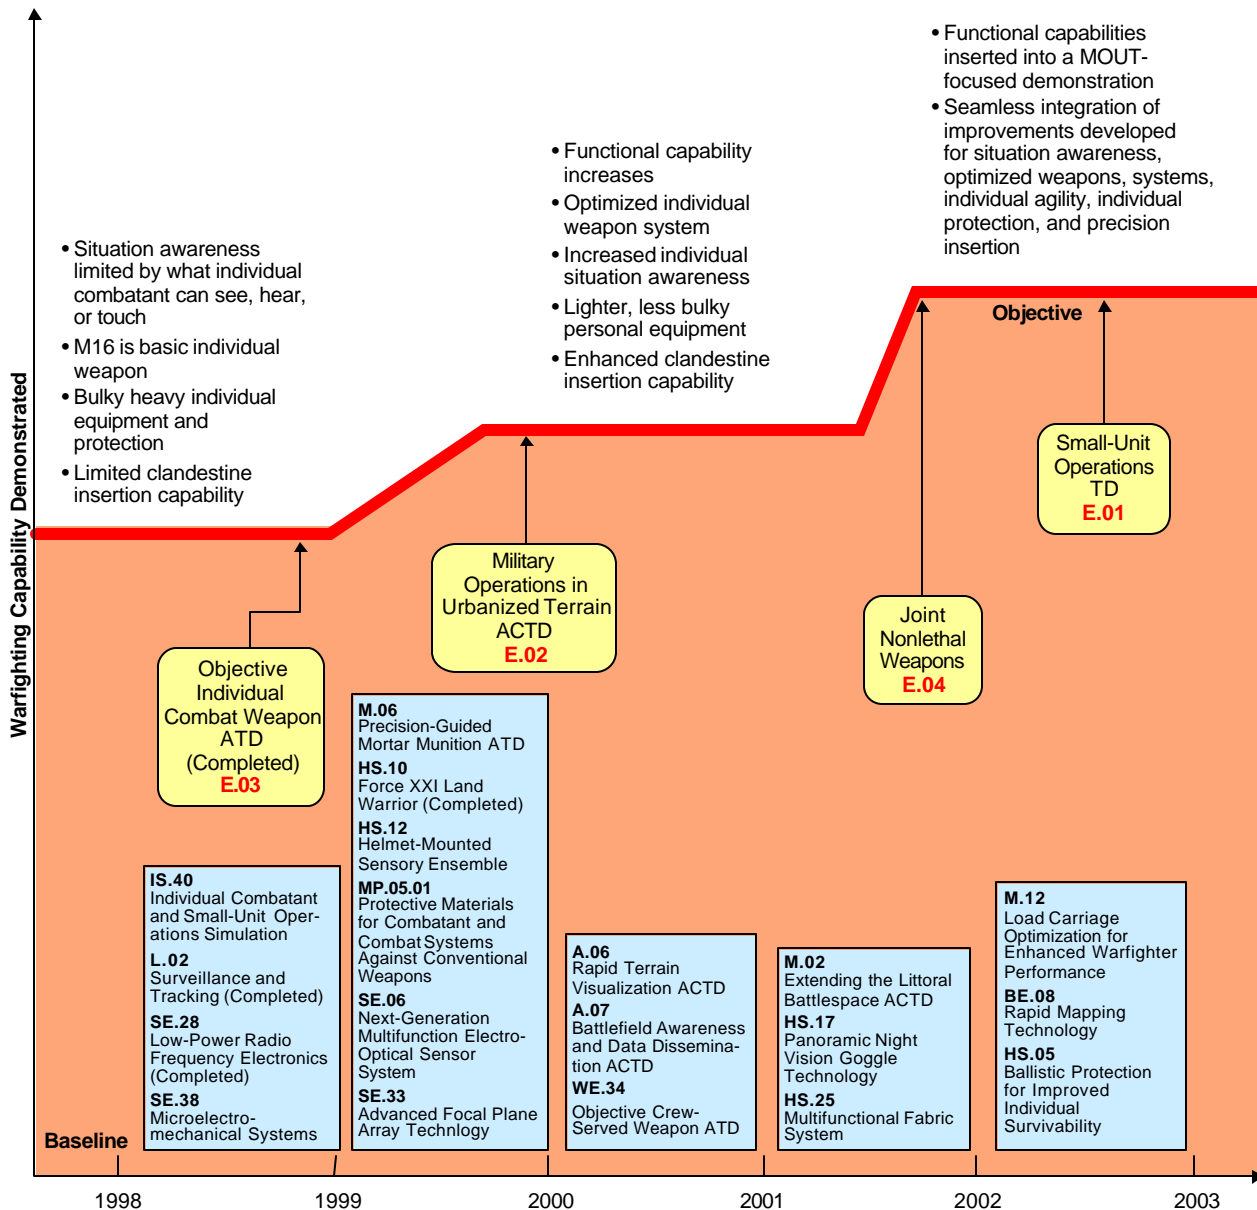 • Functional capabilities
inserted into a MOUT-
focused demonstration
• Seamless integration of
improvements developed
for situation awareness,
optimized weapons, systems,
individual agility, individual
protection, and precision
insertion
• Functional capability
increases
• Optimized individual
weapon system
• Increased individual
situation awareness
• Lighter, less bulky
personal equipment
• Enhanced clandestine
insertion capability
• Situation awareness
limited by what individual
combatant can see, hear,
or touch
• M16 is basic individual
weapon
• Bulky heavy individual
equipment and
protection
• Limited clandestine
insertion capability
Warfighting Capability Demonstrated
Objective
Small-Unit
Operations
TD
E.01
Military
Operations in
Urbanized Terrain
ACTD
E.02
Joint
Nonlethal
Weapons
E.04
Objective
Individual
Combat Weapon
ATD
(Completed)
E.03
IS.40
Individual Combatant
and Small-Unit Oper-
ations Simulation
L.02
Surveillance and
Tracking (Completed)
SE.28
Low-Power Radio
Frequency Electronics
(Completed)
SE.38
Microelectro-
mechanical Systems
M.06
Precision-Guided
Mortar Munition ATD
HS.10
Force XXI Land
Warrior (Completed)
HS.12
Helmet-Mounted
Sensory Ensemble
MP.05.01
Protective Materials
for Combatant and
Combat Systems
Against Conventional
Weapons
SE.06
Next-Generation
Multifunction Electro-
Optical Sensor
System
SE.33
Advanced Focal Plane
Array Technlogy
A.06
Rapid Terrain
Visualization ACTD
A.07
Battlefield Awareness
and Data Dissemina-
tion ACTD
WE.34
Objective Crew-
Served Weapon ATD
M.02
Extending the Littoral
Battlespace ACTD
HS.17
Panoramic Night
Vision Goggle
Technology
HS.25
Multifunctional Fabric
System
M.12
Load Carriage
Optimization for
Enhanced Warfighter
Performance
BE.08
Rapid Mapping
Technology
HS.05
Ballistic Protection
for Improved
Individual
Survivability
Baseline
1998
1999
2000
2001
2002
2003